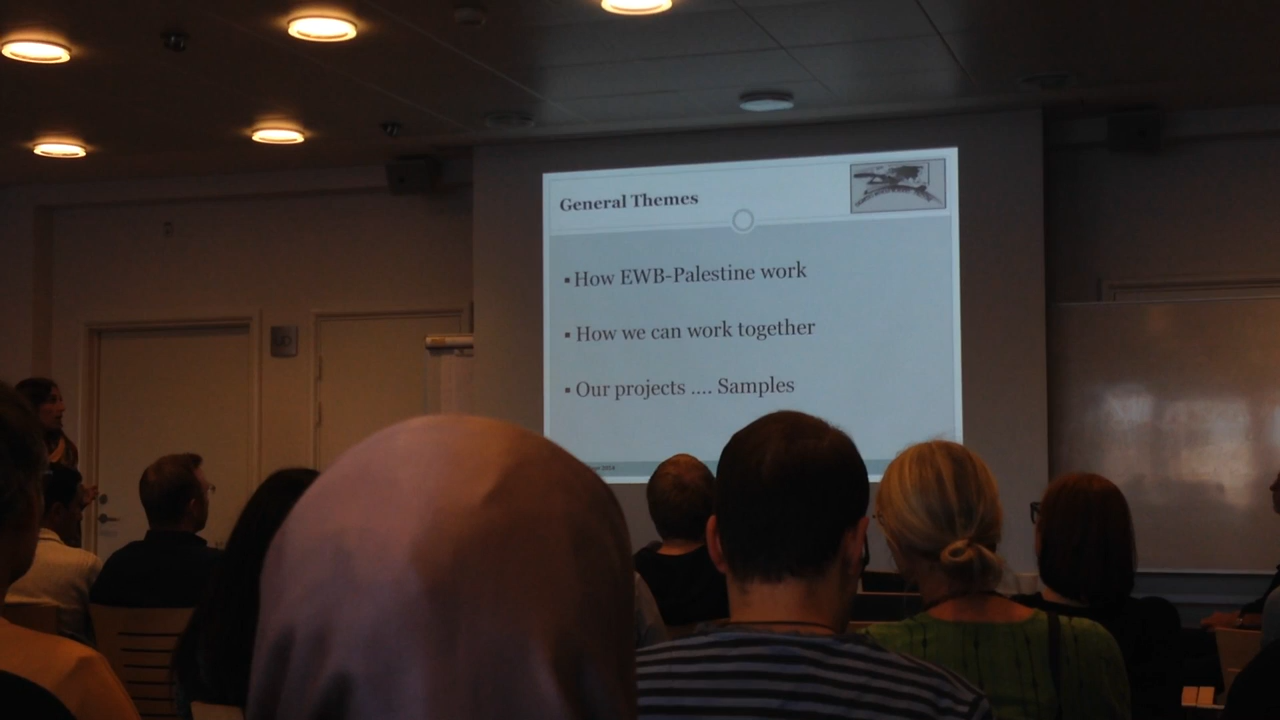 General Themes
▪ How EWB-Palestine work
▪ How we can work together
▪ Our projects .... Samples